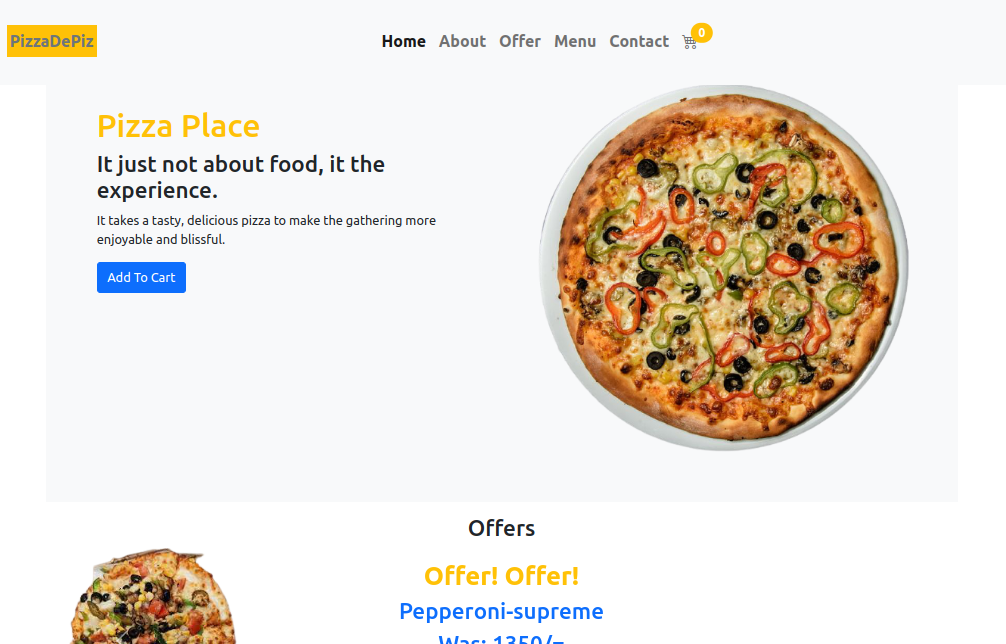 PizzaDePiz
Home About Offer Menu Contact 0
Pizza Place
It just not about food, it the
experience.
It takes a tasty, delicious pizza to make the gathering more
enjoyable and blissful.
Add To Cart
Offers
Offer! Offer!
Pepperoni-supreme
Was: 1350/=